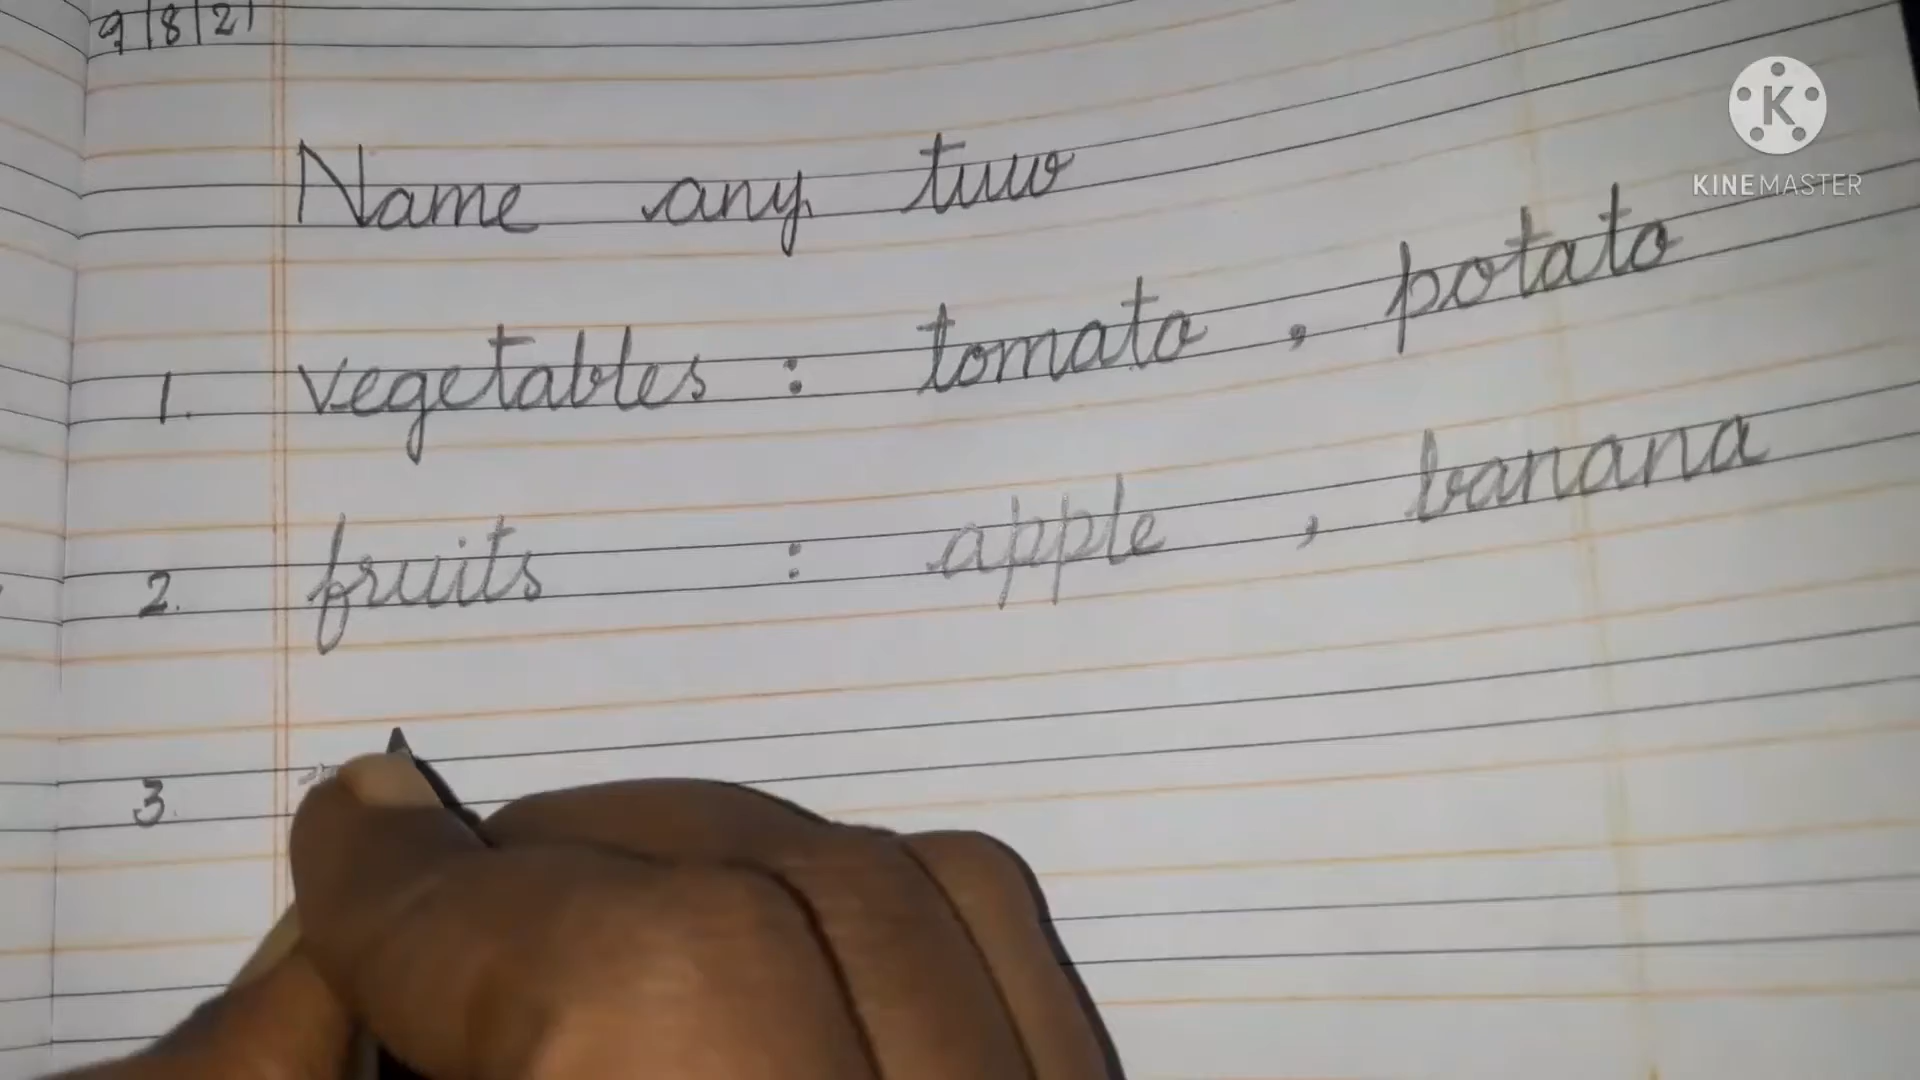 9/8/21
Name any two
1. vegetables : tomato , potato
2. fruits : apple , banana
3.
KINEMASTER